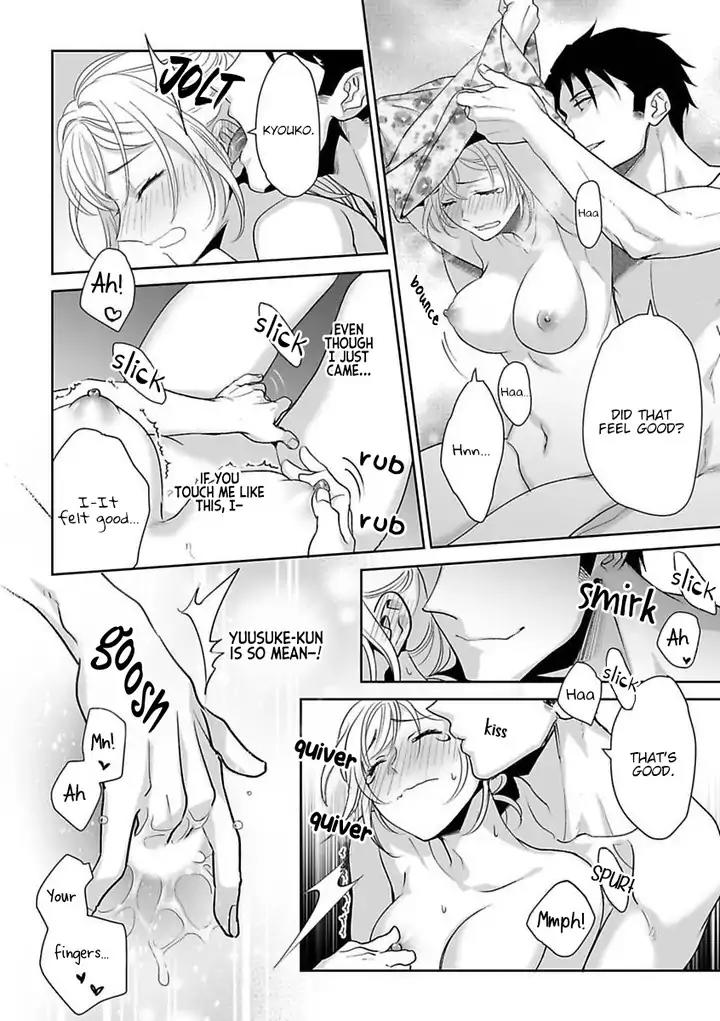 Haa
DID THAT
FEEL GOOD?
bounce
Haa...
Hnn...
JOLT
KYOUKO.
Ah!
slick
slick
EVEN
THOUGH
I JUST
CAME...
rub
rub
IF YOU
TOUCH ME LIKE
THIS, I–
I-It
felt good...
slick
smirk
Ah
slick
Haa
THAT'S
GOOD.
kiss
quiver
quiver
SPURT
Mmph!
YUUSUKE-KUN
IS SO MEAN–!
goosh
Mn!
Ah
Your
fingers...